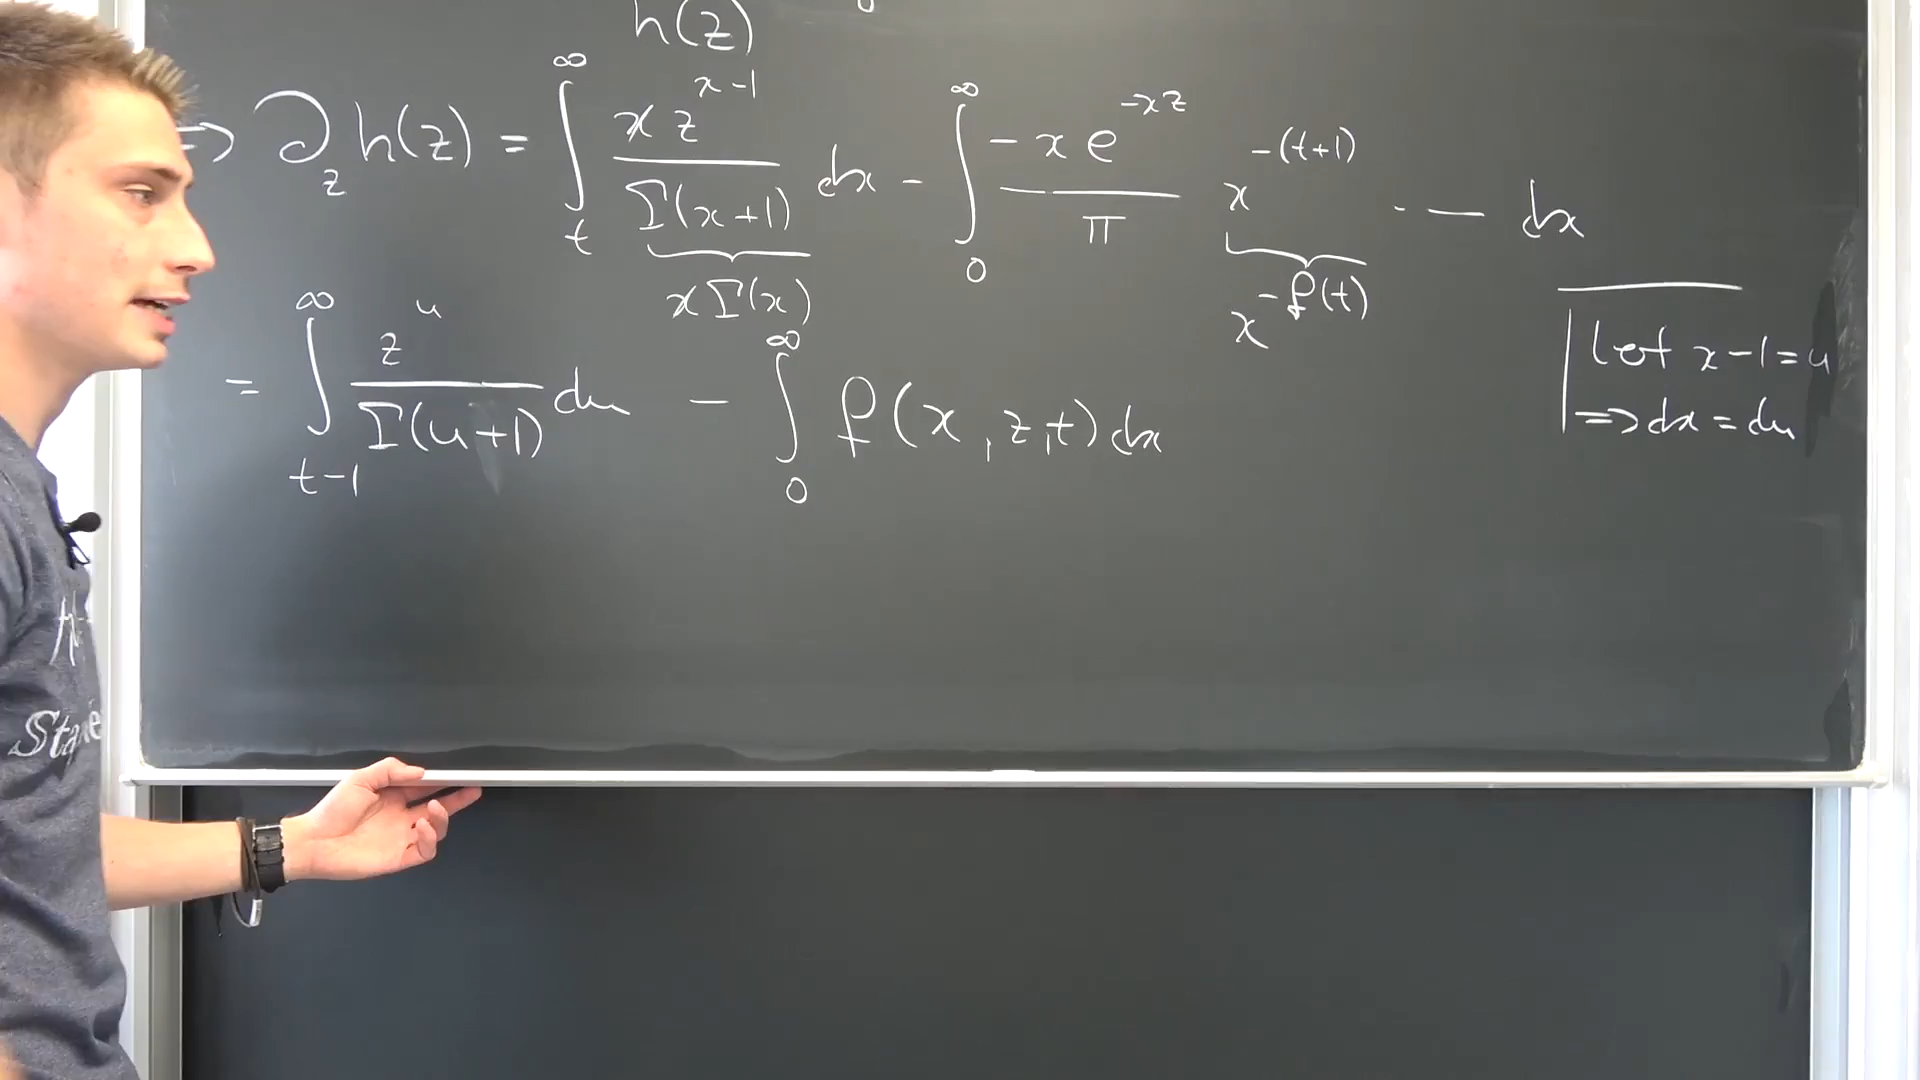 h(z)
=> ∂_z h(z) = ∫_t^∞ x z^(x-1) / Γ(x+1) dx - ∫_0^∞ -x e^(-xz) / π x^-(t+1) · — dx
xΓ(x) x^-f(t)
= ∫_(t-1)^∞ z^u / Γ(u+1) du - ∫_0^∞ f(x,z,t) dx
let x-1=u
=> dx = du